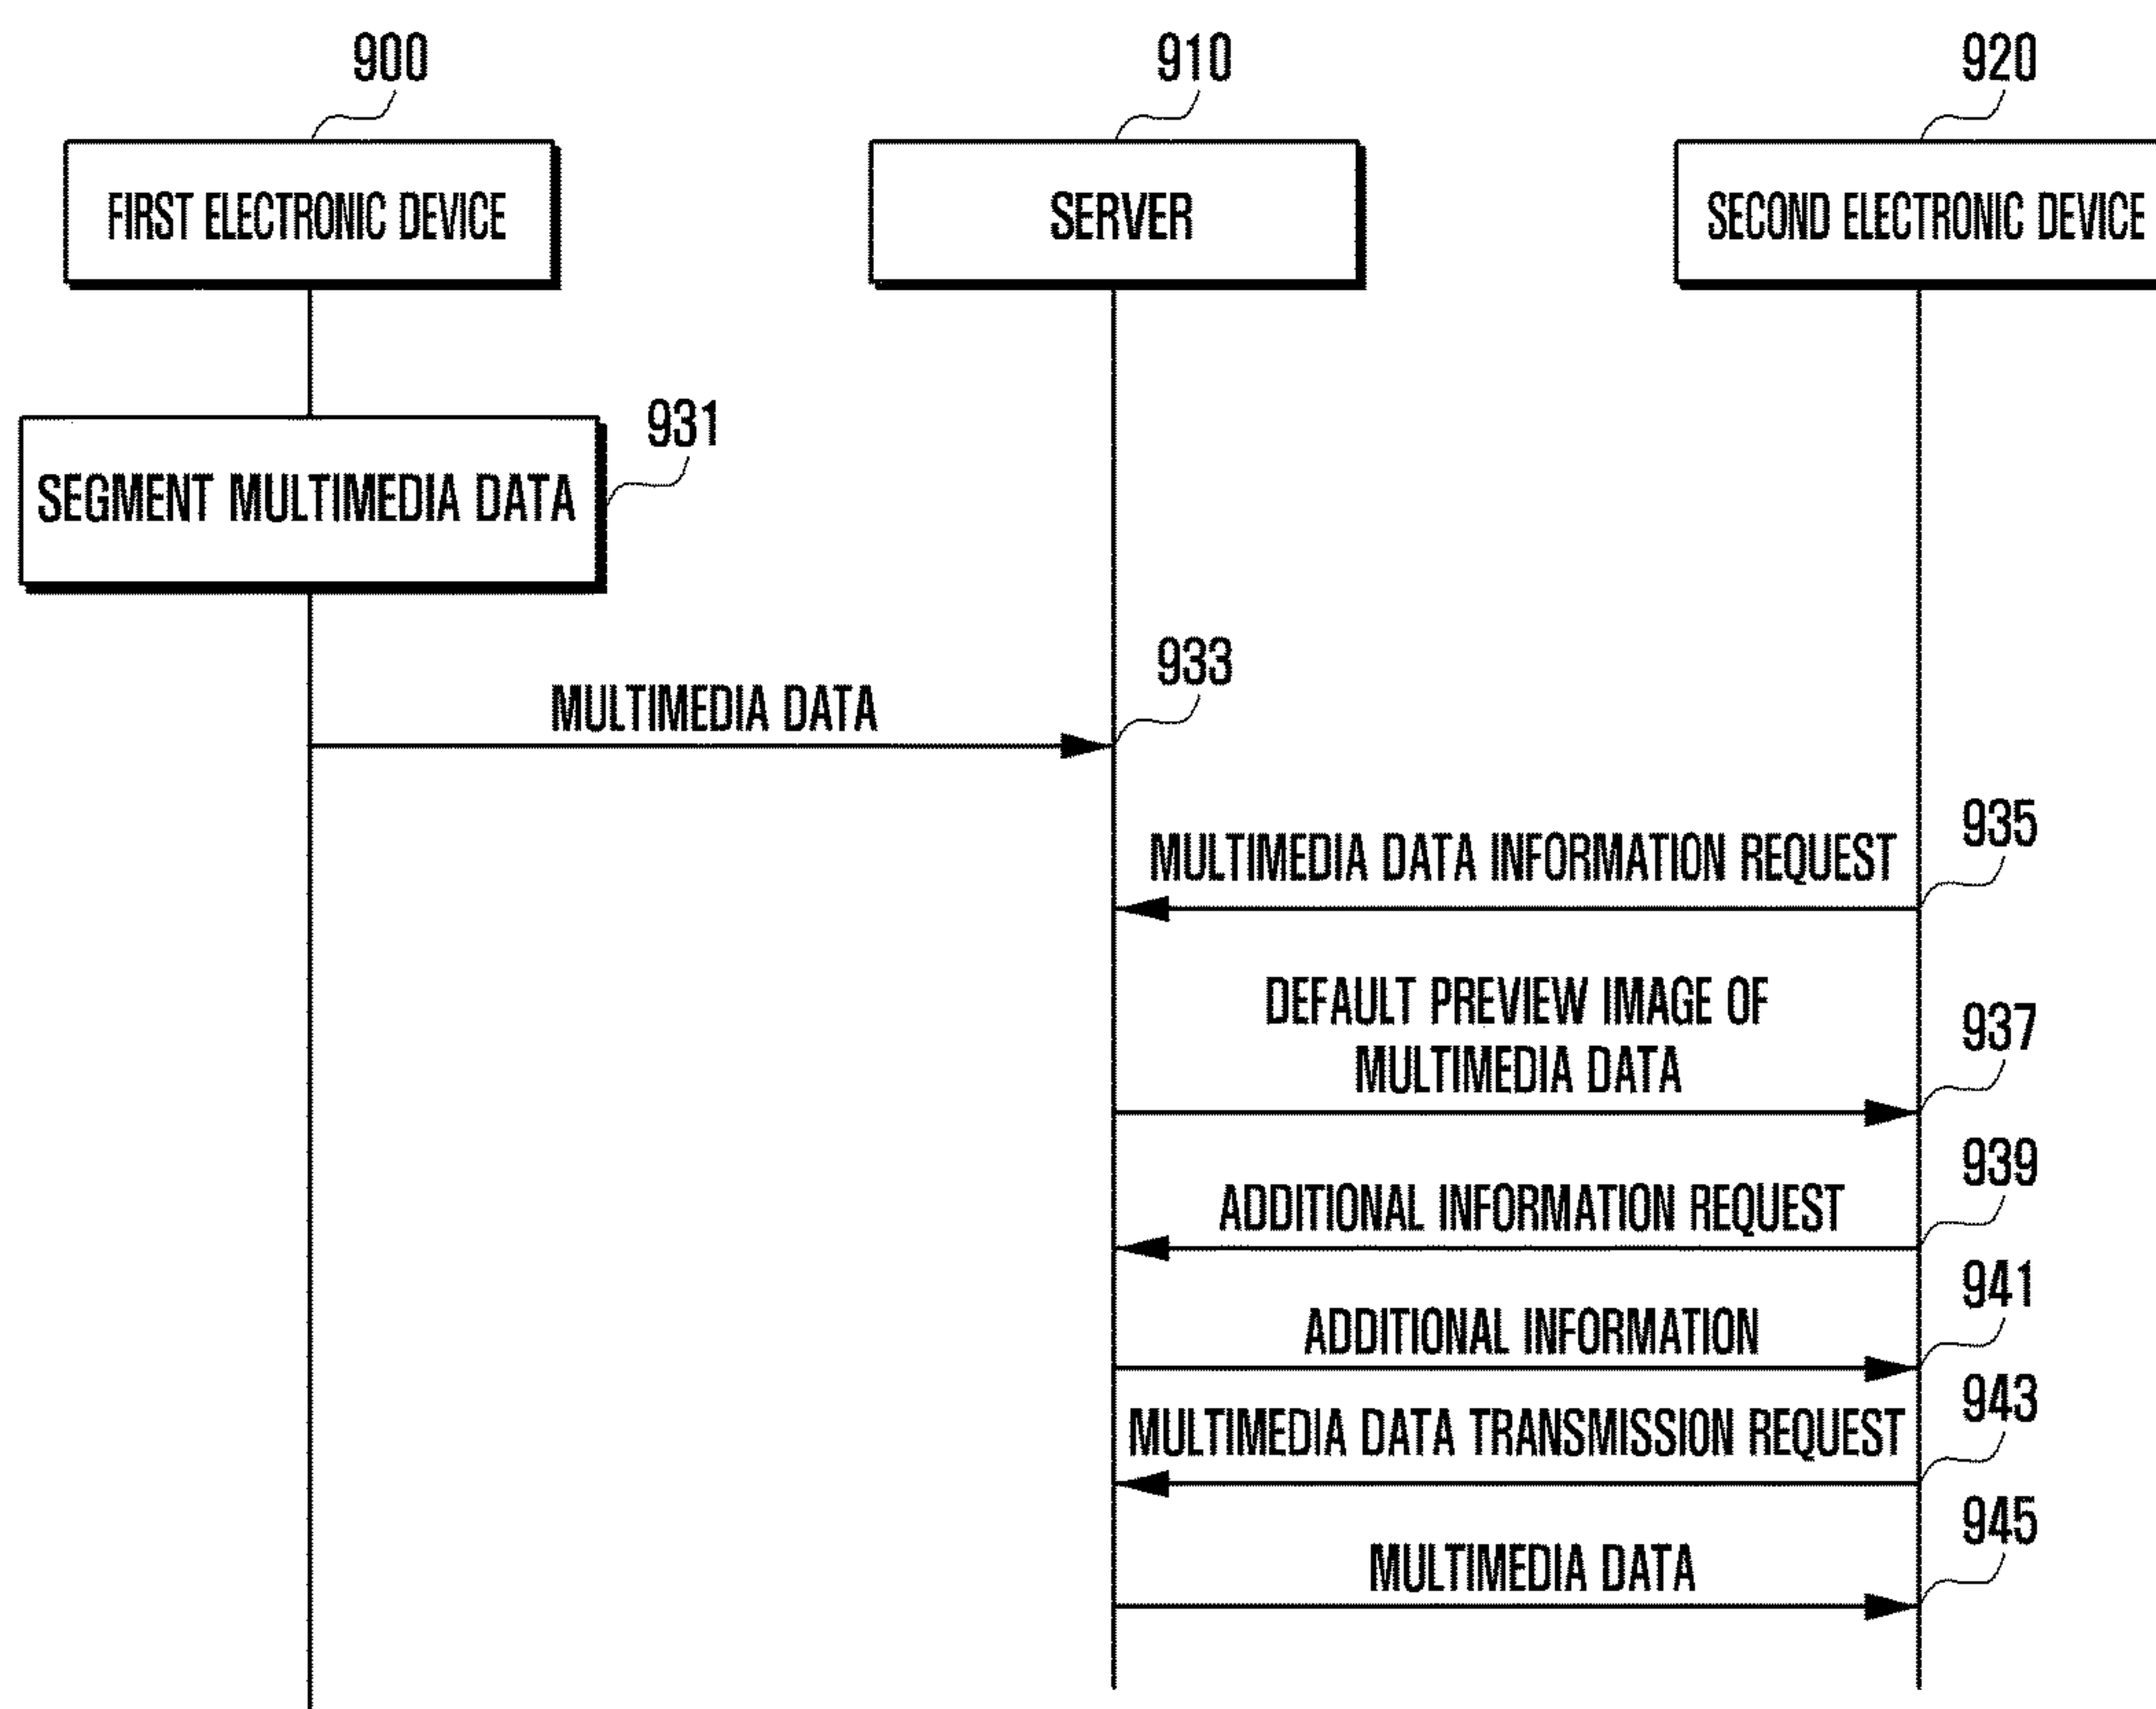 900
910
920
FIRST ELECTRONIC DEVICE
SERVER
SECOND ELECTRONIC DEVICE
931
SEGMENT MULTIMEDIA DATA
933
MULTIMEDIA DATA
935
MULTIMEDIA DATA INFORMATION REQUEST
DEFAULT PREVIEW IMAGE OF
MULTIMEDIA DATA
937
939
ADDITIONAL INFORMATION REQUEST
941
ADDITIONAL INFORMATION
943
MULTIMEDIA DATA TRANSMISSION REQUEST
945
MULTIMEDIA DATA